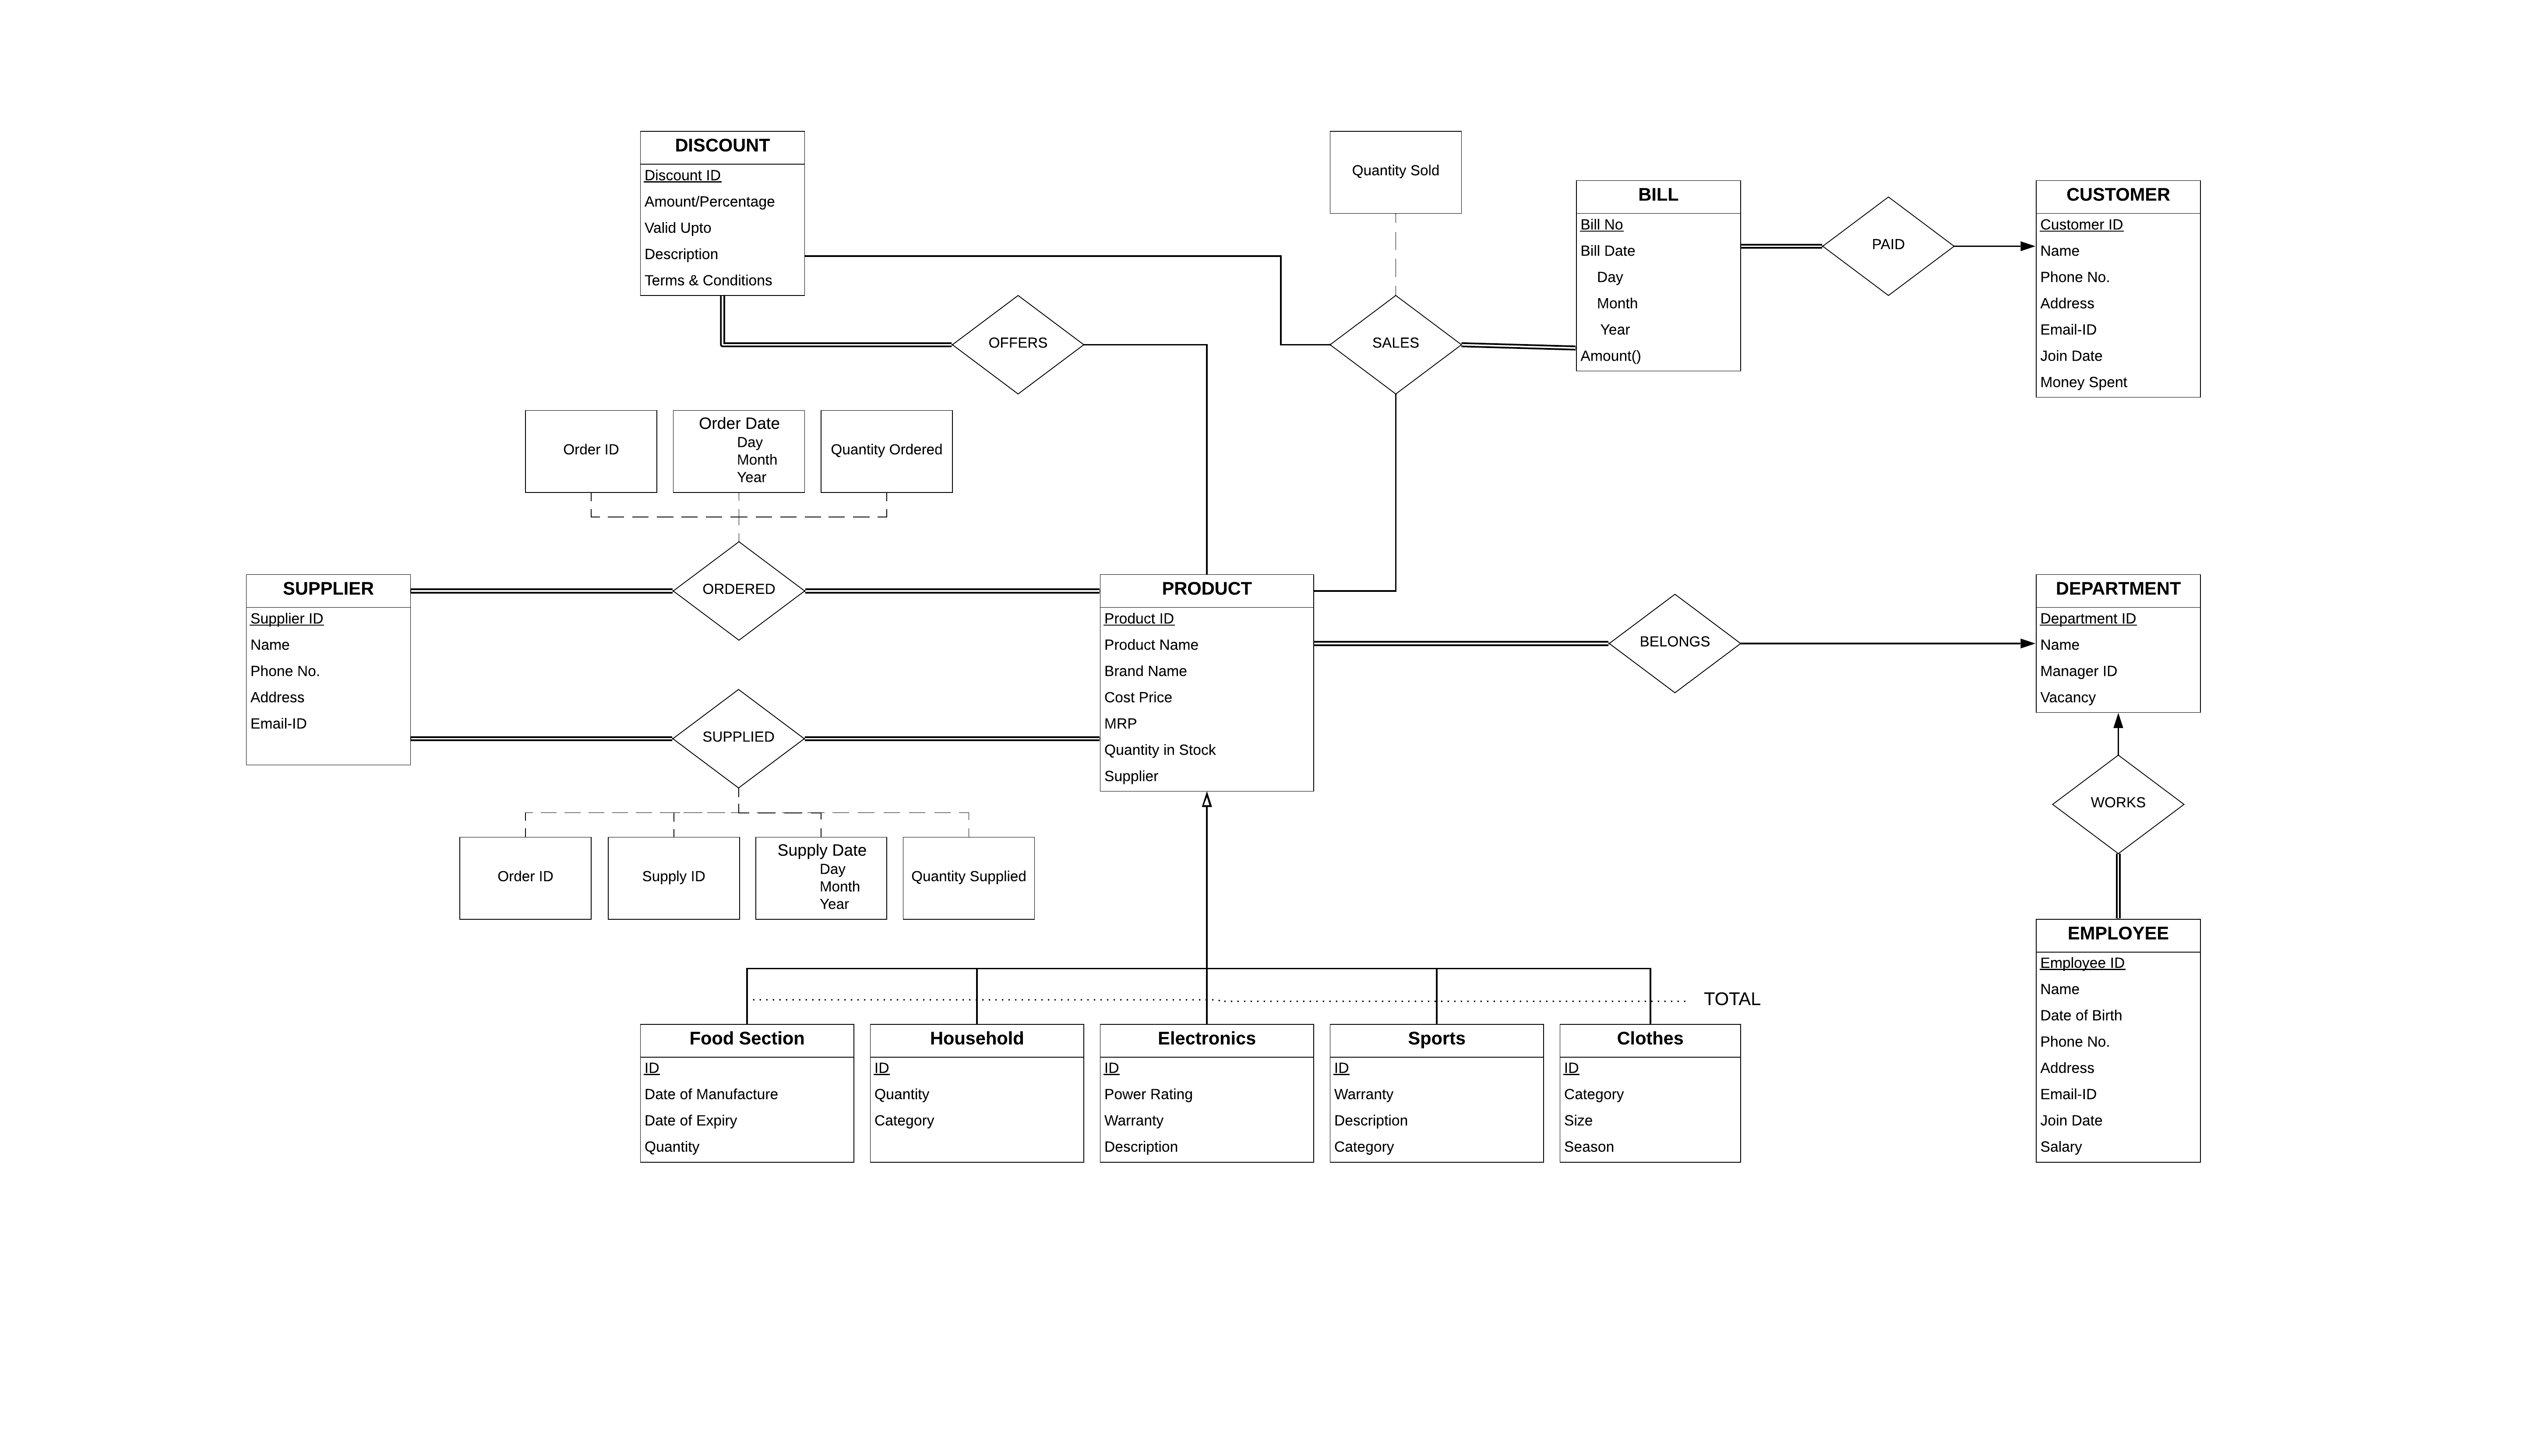 DISCOUNT
Discount ID
Amount/Percentage
Valid Upto
Description
Terms & Conditions
Quantity Sold
BILL
Bill No
Bill Date
Day
Month
Year
Amount()
PAID
CUSTOMER
Customer ID
Name
Phone No.
Address
Email-ID
Join Date
Money Spent
OFFERS
SALES
Order ID
Order Date
Day
Month
Year
Quantity Ordered
SUPPLIER
Supplier ID
Name
Phone No.
Address
Email-ID
ORDERED
SUPPLIED
PRODUCT
Product ID
Product Name
Brand Name
Cost Price
MRP
Quantity in Stock
Supplier
BELONGS
DEPARTMENT
Department ID
Name
Manager ID
Vacancy
WORKS
Order ID
Supply ID
Supply Date
Day
Month
Year
Quantity Supplied
TOTAL
Food Section
ID
Date of Manufacture
Date of Expiry
Quantity
Household
ID
Quantity
Category
Electronics
ID
Power Rating
Warranty
Description
Sports
ID
Warranty
Description
Category
Clothes
ID
Category
Size
Season
EMPLOYEE
Employee ID
Name
Date of Birth
Phone No.
Address
Email-ID
Join Date
Salary